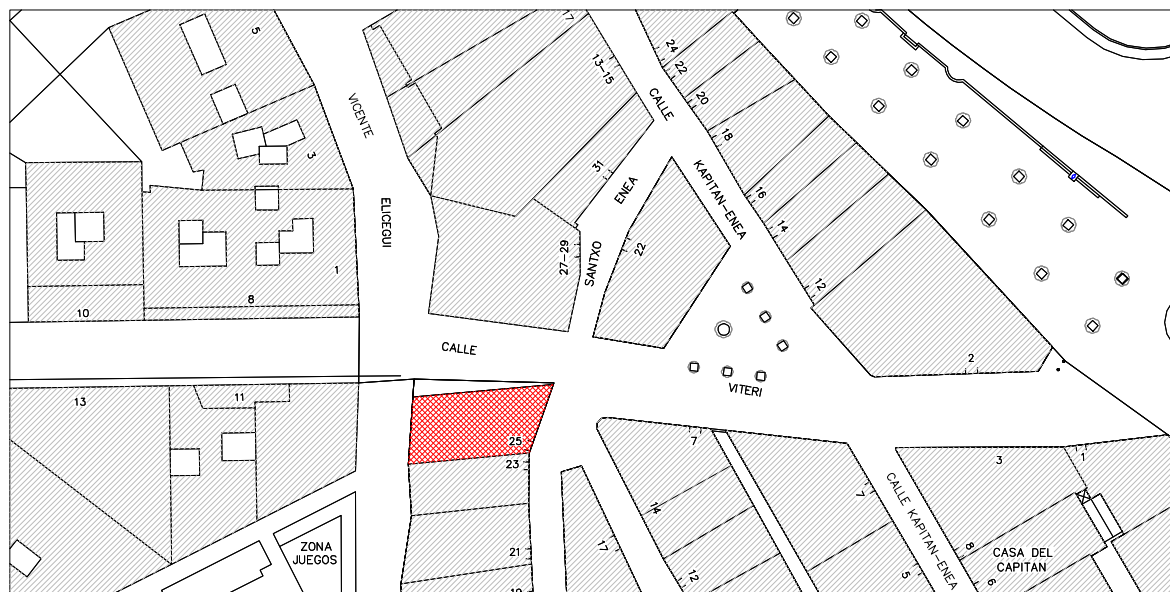 5
17
24
22
13-15
20
CALLE
18
VICENTE
3
31
ENEA
KAPITAN-ENEA
16
ELICEGUI
14
22
27-29
SANTXO
1
12
8
10
CALLE
2
VITERI
13
11
25
23
7
3
1
7
CALLE KAPITAN-ENEA
14
17
21
ZONA
JUEGOS
8
CASA DEL
CAPITAN
5
6
12
19